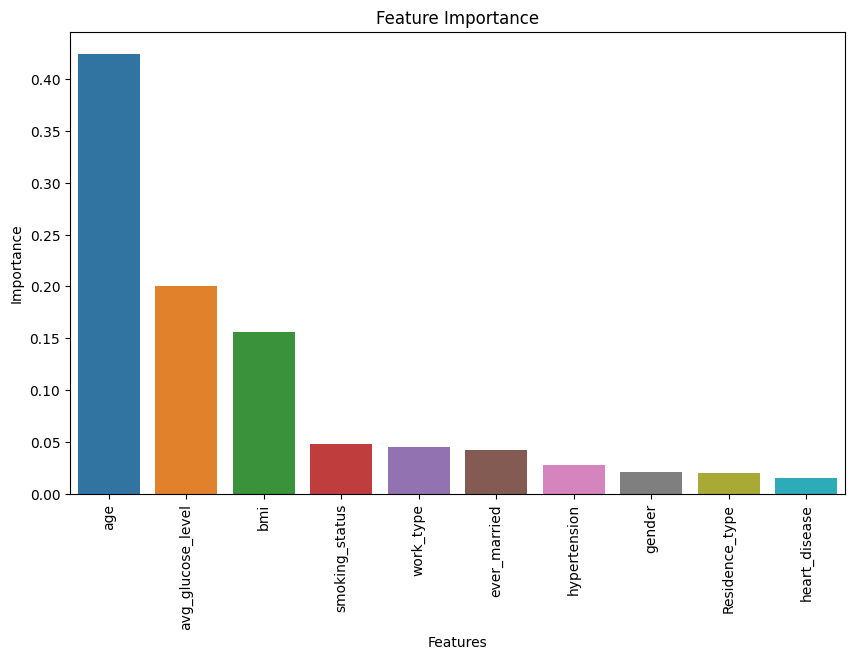 Feature Importance
Importance
0.40
0.35
0.30
0.25
0.20
0.15
0.10
0.05
0.00
age
avg_glucose_level
bmi
smoking_status
work_type
ever_married
hypertension
gender
Residence_type
heart_disease
Features